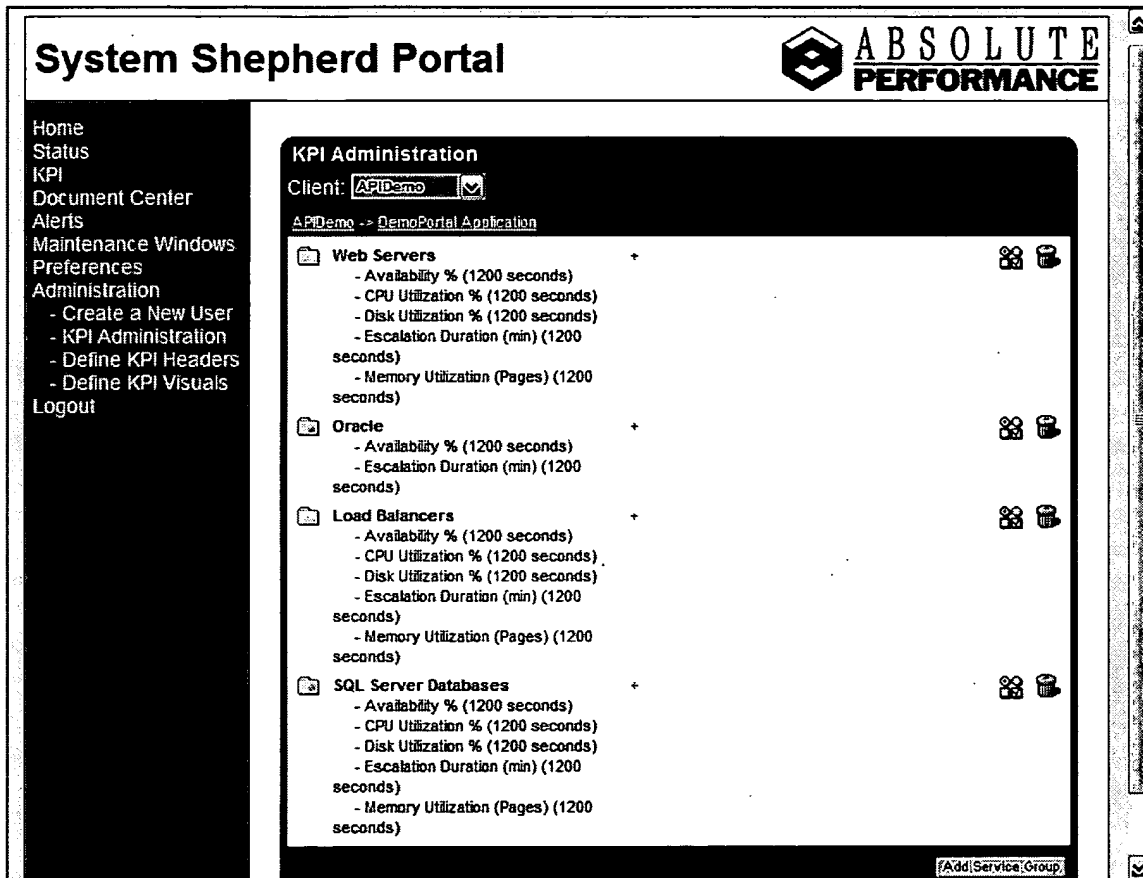 System Shepherd Portal
ABSOLUTE
PERFORMANCE
Home
Status
KPI
Document Center
Alerts
Maintenance Windows
Preferences
Administration
- Create a New User
- KPI Administration
- Define KPI Headers
- Define KPI Visuals
Logout
KPI Administration
Client: APIDemo
APIDemo -> DemoPortal Application
Web Servers +
- Availability % (1200 seconds)
- CPU Utilization % (1200 seconds)
- Disk Utilization % (1200 seconds)
- Escalation Duration (min) (1200
seconds)
- Memory Utilization (Pages) (1200
seconds)
Oracle +
- Availability % (1200 seconds)
- Escalation Duration (min) (1200
seconds)
Load Balancers +
- Availability % (1200 seconds)
- CPU Utilization % (1200 seconds)
- Disk Utilization % (1200 seconds)
- Escalation Duration (min) (1200
seconds)
- Memory Utilization (Pages) (1200
seconds)
SQL Server Databases +
- Availability % (1200 seconds)
- CPU Utilization % (1200 seconds)
- Disk Utilization % (1200 seconds)
- Escalation Duration (min) (1200
seconds)
- Memory Utilization (Pages) (1200
seconds)
Add Service Group